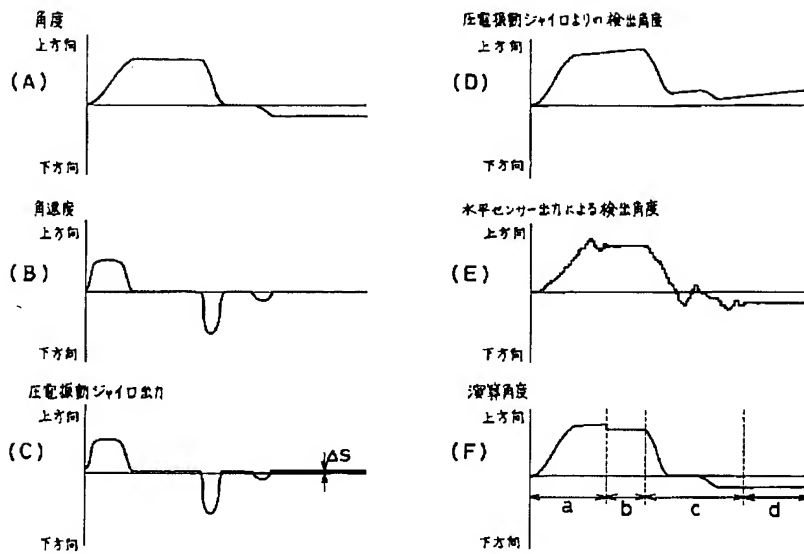 角度
上方向
(A)
下方向
角速度
上方向
(B)
下方向
圧電振動ジャイロ出力
上方向
(C)
ΔS
下方向
圧電振動ジャイロよりの検出角度
上方向
(D)
下方向
水平センサー出力による検出角度
上方向
(E)
下方向
演算角度
上方向
(F)
a b c d
下方向